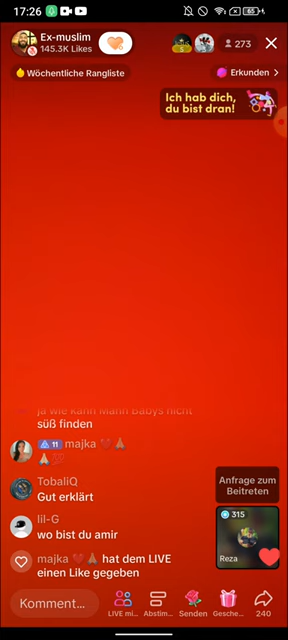 17:26
65
Ex-muslim
145.3K Likes
273
Wöchentliche Rangliste
Erkunden >
Ich hab dich,
du bist dran!
ja wie kann Mann Babys nicht
süß finden
11 majka ❤️🙏🏽
🙏🏽💕
TobaliQ
Gut erklärt
lil-G
wo bist du amir
majka ❤️🙏🏽 hat dem LIVE
einen Like gegeben
Anfrage zum
Beitreten
315
Reza
Komment...
LIVE mi...
Abstim...
Senden
Gesche...
240